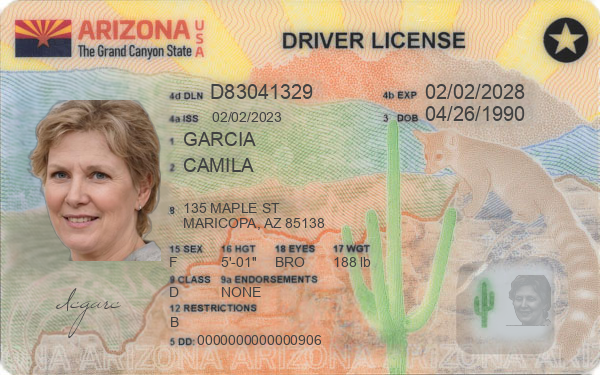 ARIZONA USA
The Grand Canyon State
DRIVER LICENSE
4d DLN D83041329
4b EXP 02/02/2028
4a ISS 02/02/2023
3 DOB 04/26/1990
1 GARCIA
2 CAMILA
8 135 MAPLE ST
MARICOPA, AZ 85138
15 SEX 16 HGT 18 EYES 17 WGT
F 5'-01" BRO 188 lb
9 CLASS 9a ENDORSEMENTS
D NONE
12 RESTRICTIONS
B
5 DD: 0000000000000906
ARIZONA ARIZONA ARIZONA ARIZONA